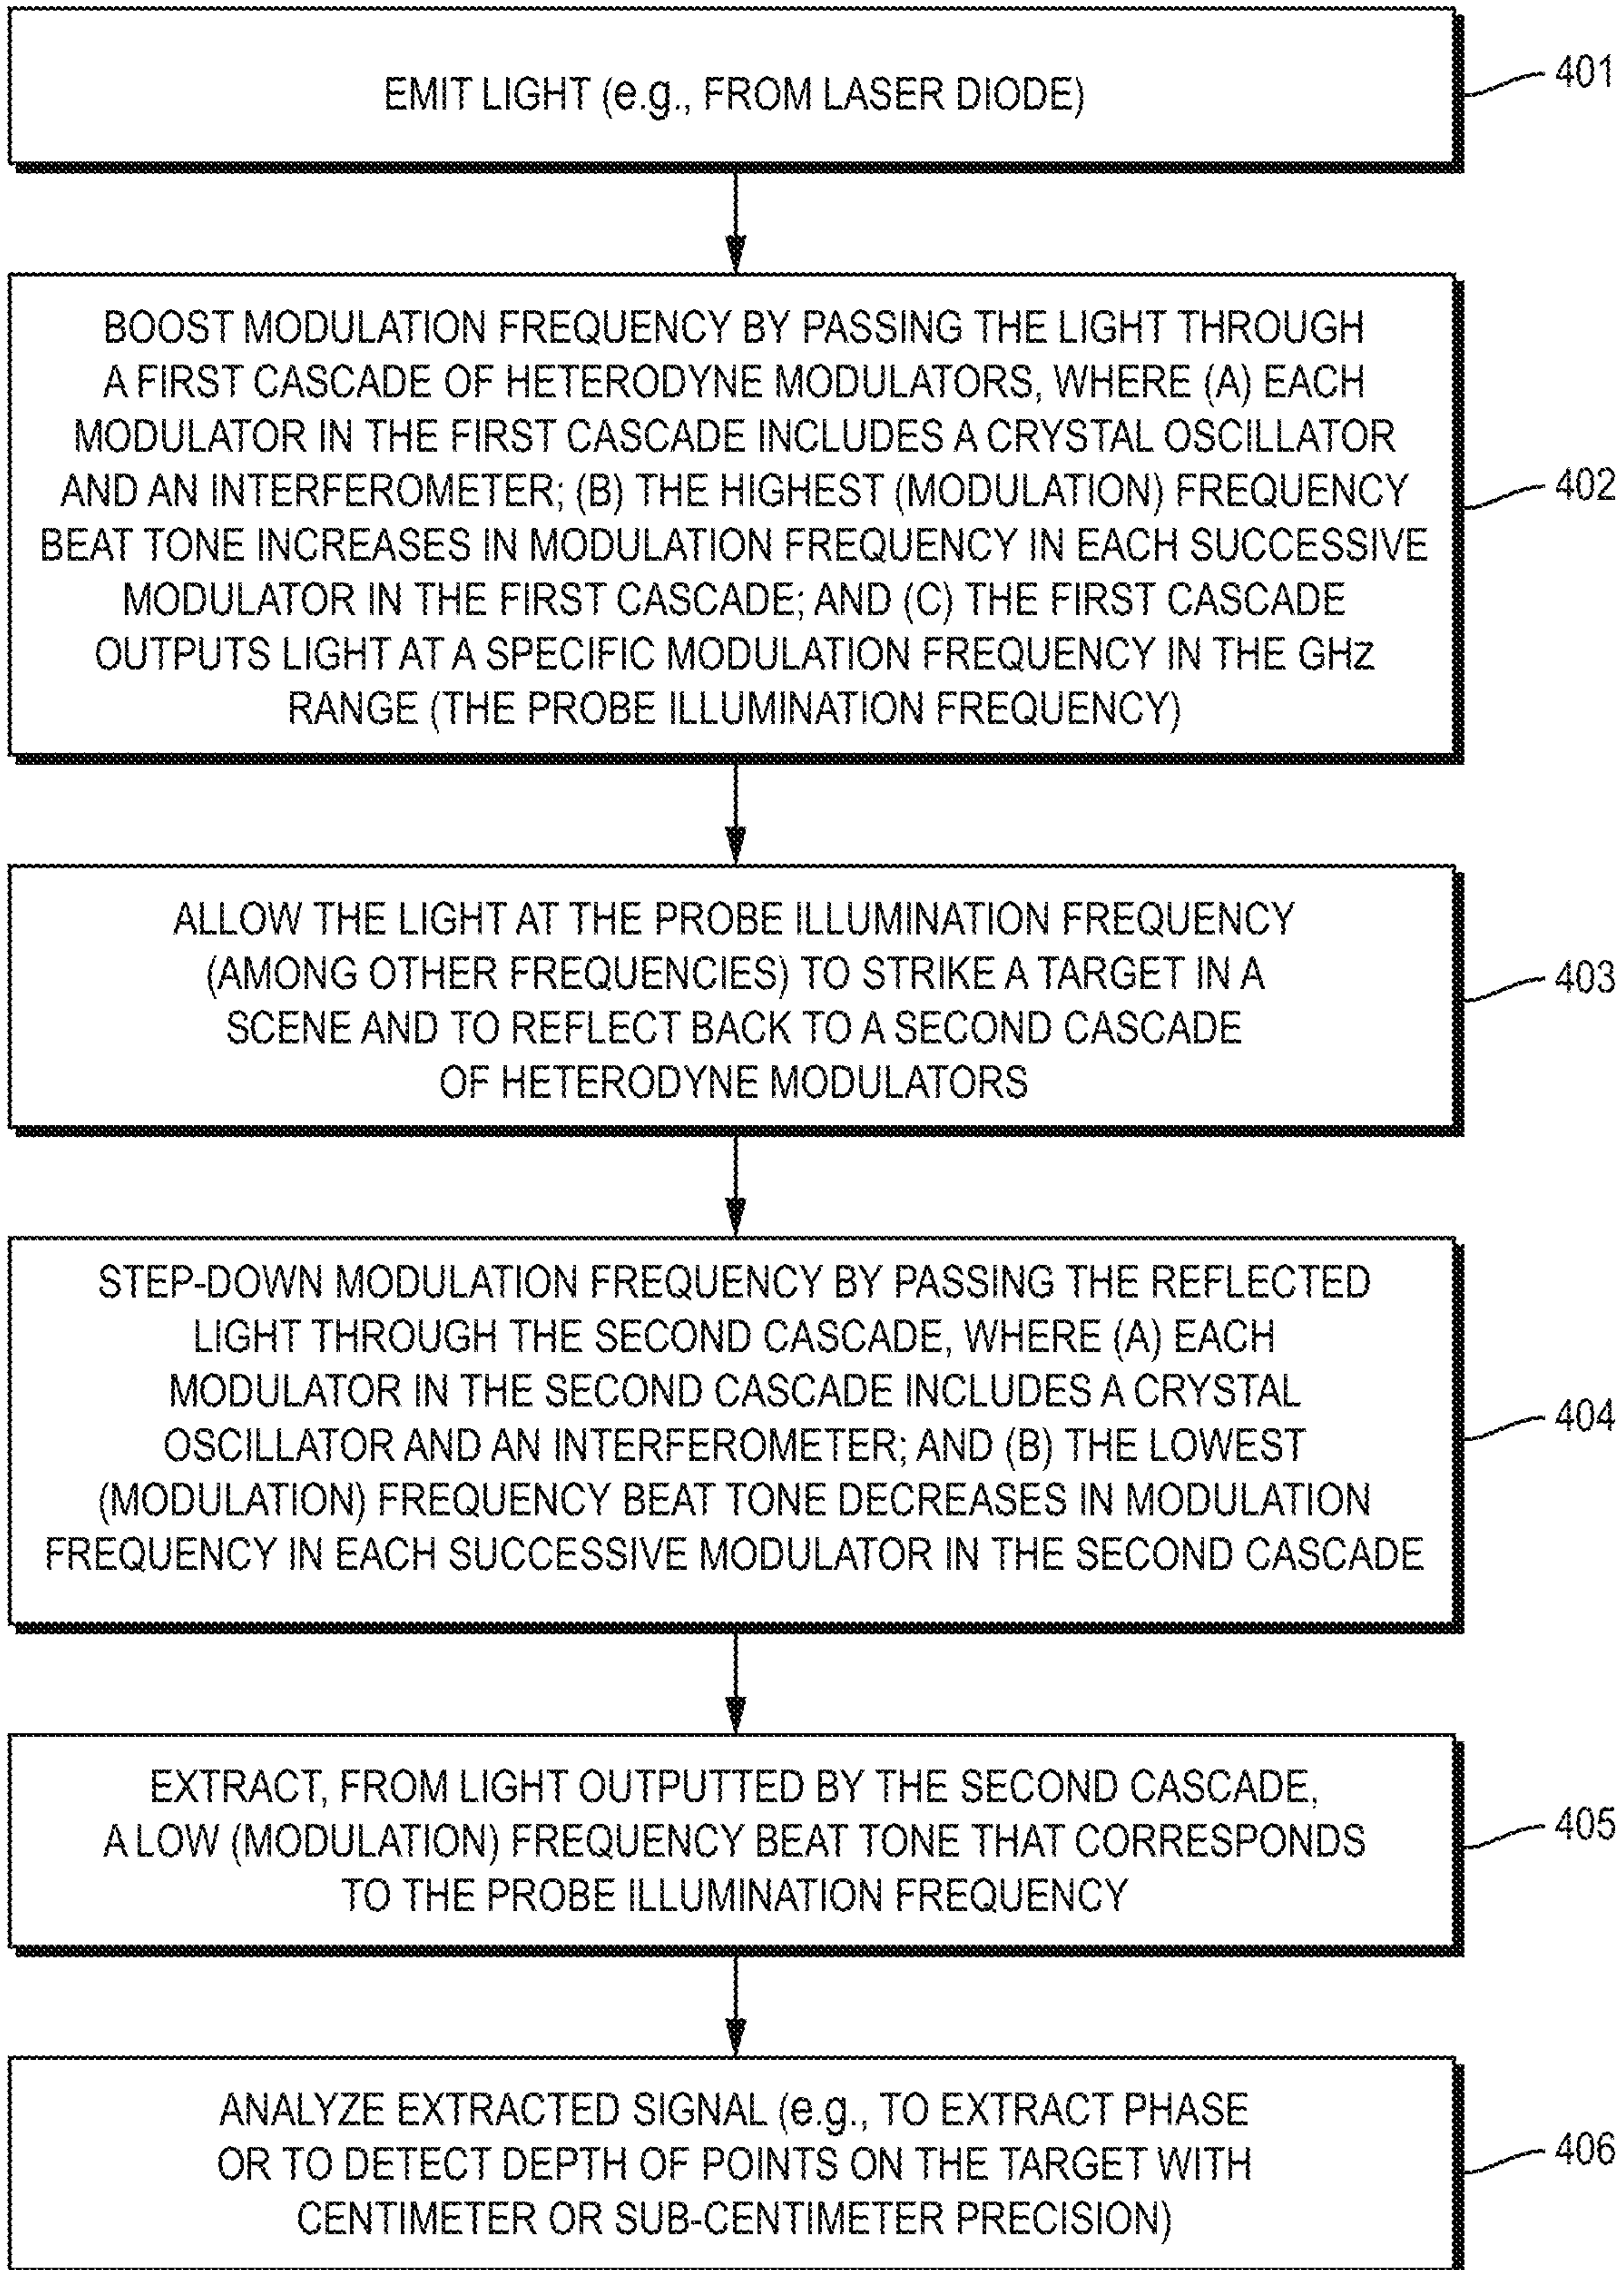 EMIT LIGHT (e.g., FROM LASER DIODE)
401
BOOST MODULATION FREQUENCY BY PASSING THE LIGHT THROUGH
A FIRST CASCADE OF HETERODYNE MODULATORS, WHERE (A) EACH
MODULATOR IN THE FIRST CASCADE INCLUDES A CRYSTAL OSCILLATOR
AND AN INTERFEROMETER; (B) THE HIGHEST (MODULATION) FREQUENCY
BEAT TONE INCREASES IN MODULATION FREQUENCY IN EACH SUCCESSIVE
MODULATOR IN THE FIRST CASCADE; AND (C) THE FIRST CASCADE
OUTPUTS LIGHT AT A SPECIFIC MODULATION FREQUENCY IN THE GHz
RANGE (THE PROBE ILLUMINATION FREQUENCY)
402
ALLOW THE LIGHT AT THE PROBE ILLUMINATION FREQUENCY
(AMONG OTHER FREQUENCIES) TO STRIKE A TARGET IN A
SCENE AND TO REFLECT BACK TO A SECOND CASCADE
OF HETERODYNE MODULATORS
403
STEP-DOWN MODULATION FREQUENCY BY PASSING THE REFLECTED
LIGHT THROUGH THE SECOND CASCADE, WHERE (A) EACH
MODULATOR IN THE SECOND CASCADE INCLUDES A CRYSTAL
OSCILLATOR AND AN INTERFEROMETER; AND (B) THE LOWEST
(MODULATION) FREQUENCY BEAT TONE DECREASES IN MODULATION
FREQUENCY IN EACH SUCCESSIVE MODULATOR IN THE SECOND CASCADE
404
EXTRACT, FROM LIGHT OUTPUTTED BY THE SECOND CASCADE,
A LOW (MODULATION) FREQUENCY BEAT TONE THAT CORRESPONDS
TO THE PROBE ILLUMINATION FREQUENCY
405
ANALYZE EXTRACTED SIGNAL (e.g., TO EXTRACT PHASE
OR TO DETECT DEPTH OF POINTS ON THE TARGET WITH
CENTIMETER OR SUB-CENTIMETER PRECISION)
406